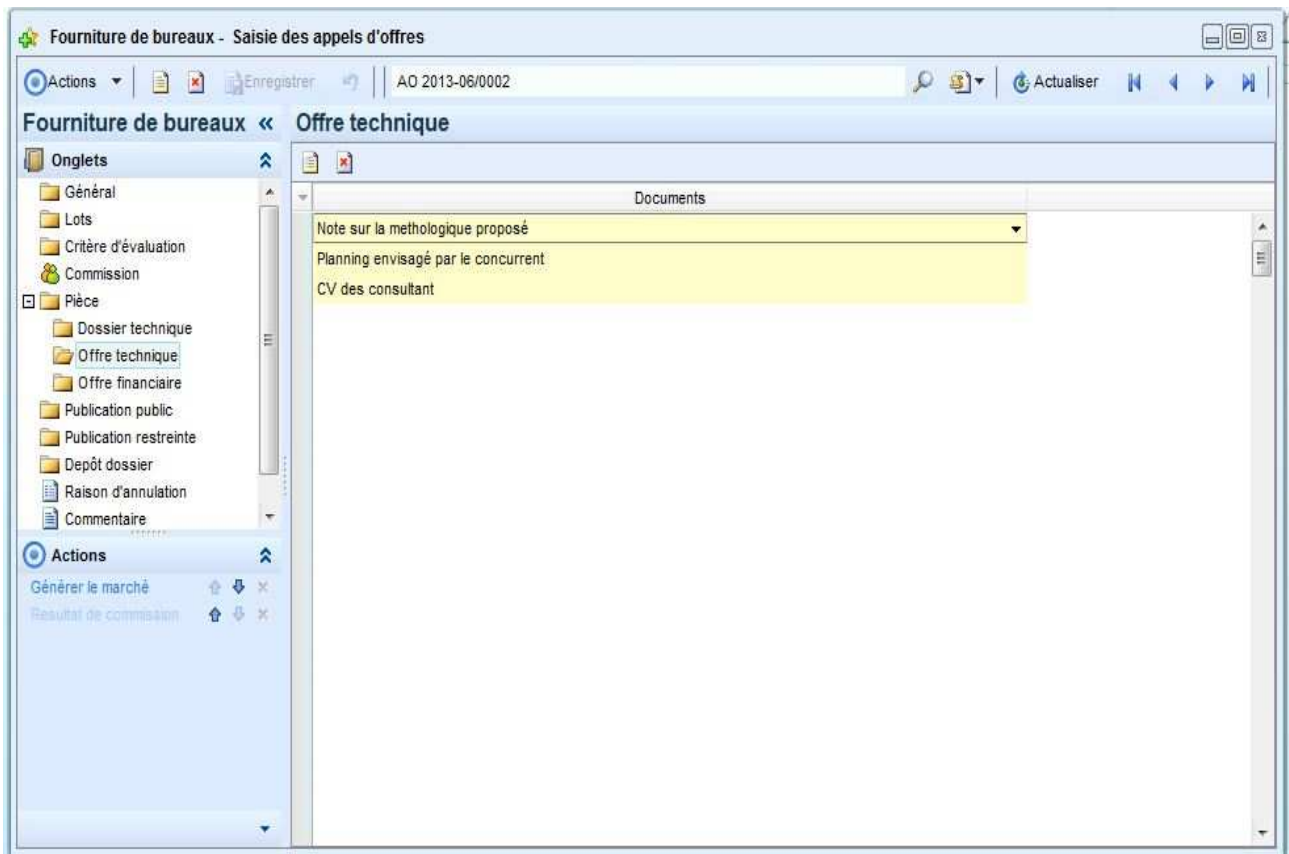 Fourniture de bureaux - Saisie des appels d'offres
Actions Enregistrer AO 2013-06/0002 Actualiser
Fourniture de bureaux « Offre technique
Onglets
Général
Lots
Critère d'évaluation
Commission
Pièce
Dossier technique
Offre technique
Offre financiaire
Publication public
Publication restreinte
Depôt dossier
Raison d'annulation
Commentaire
Actions
Générer le marché
Resultat de commission
Documents
Note sur la methologique proposé
Planning envisagé par le concurrent
CV des consultant